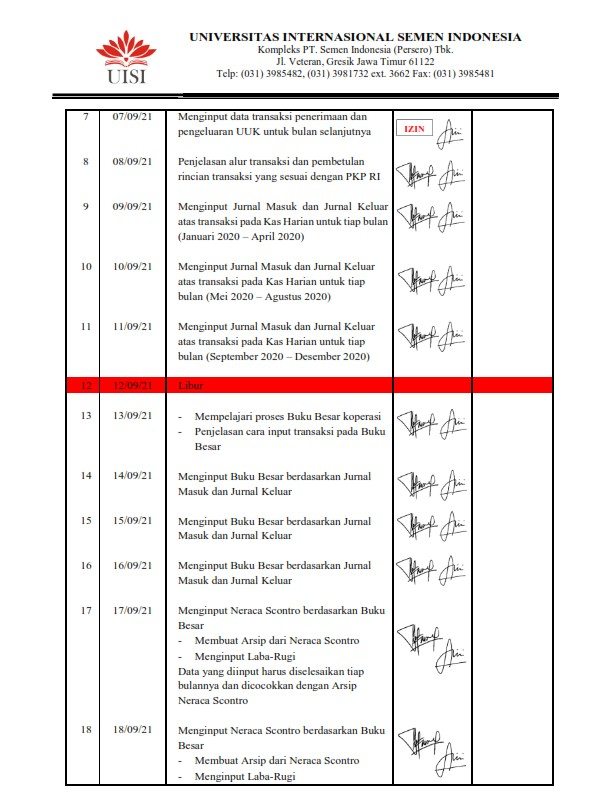 UISI
UNIVERSITAS INTERNASIONAL SEMEN INDONESIA
Kompleks PT. Semen Indonesia (Persero) Tbk.
Jl. Veteran, Gresik Jawa Timur 61122
Telp: (031) 3985482, (031) 3981732 ext. 3662 Fax: (031) 3985481
7 07/09/21 Menginput data transaksi penerimaan dan
pengeluaran UUK untuk bulan selanjutnya
IZIN
8 08/09/21 Penjelasan alur transaksi dan pembetulan
rincian transaksi yang sesuai dengan PKP RI
9 09/09/21 Menginput Jurnal Masuk dan Jurnal Keluar
atas transaksi pada Kas Harian untuk tiap bulan
(Januari 2020 – April 2020)
10 10/09/21 Menginput Jurnal Masuk dan Jurnal Keluar
atas transaksi pada Kas Harian untuk tiap
bulan (Mei 2020 – Agustus 2020)
11 11/09/21 Menginput Jurnal Masuk dan Jurnal Keluar
atas transaksi pada Kas Harian untuk tiap
bulan (September 2020 – Desember 2020)
12 12/09/21 Libur
13 13/09/21 - Mempelajari proses Buku Besar koperasi
- Penjelasan cara input transaksi pada Buku
Besar
14 14/09/21 Menginput Buku Besar berdasarkan Jurnal
Masuk dan Jurnal Keluar
15 15/09/21 Menginput Buku Besar berdasarkan Jurnal
Masuk dan Jurnal Keluar
16 16/09/21 Menginput Buku Besar berdasarkan Jurnal
Masuk dan Jurnal Keluar
17 17/09/21 Menginput Neraca Scontro berdasarkan Buku
Besar
- Membuat Arsip dari Neraca Scontro
- Menginput Laba-Rugi
Data yang diinput harus diselesaikan tiap
bulannya dan dicocokkan dengan Arsip
Neraca Scontro
18 18/09/21 Menginput Neraca Scontro berdasarkan Buku
Besar
- Membuat Arsip dari Neraca Scontro
- Menginput Laba-Rugi